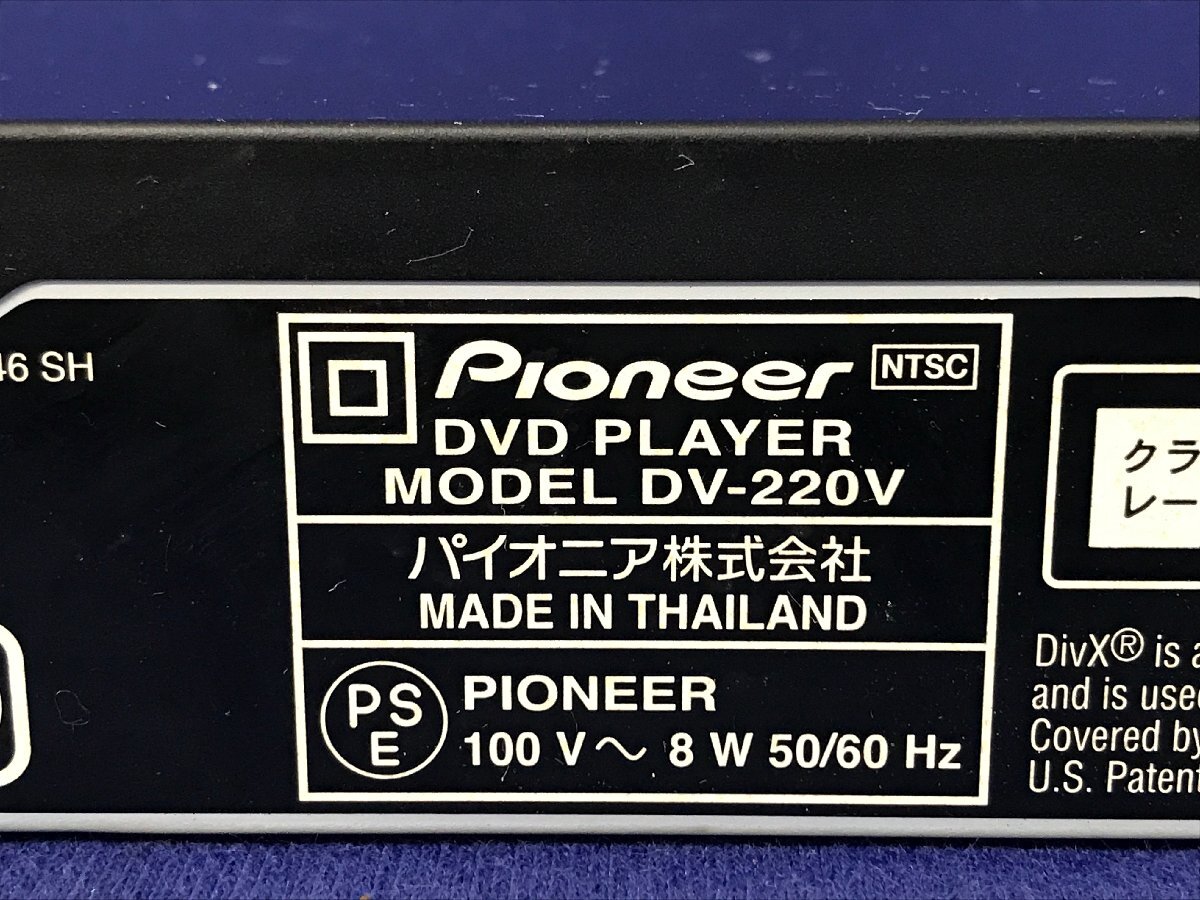 46 SH
Pioneer NTSC
DVD PLAYER
MODEL DV-220V
パイオニア株式会社
MADE IN THAILAND
PSE PIONEER
100 V～ 8 W 50/60 Hz
クラ
レー
DivX® is a
and is used
Covered by
U.S. Patent